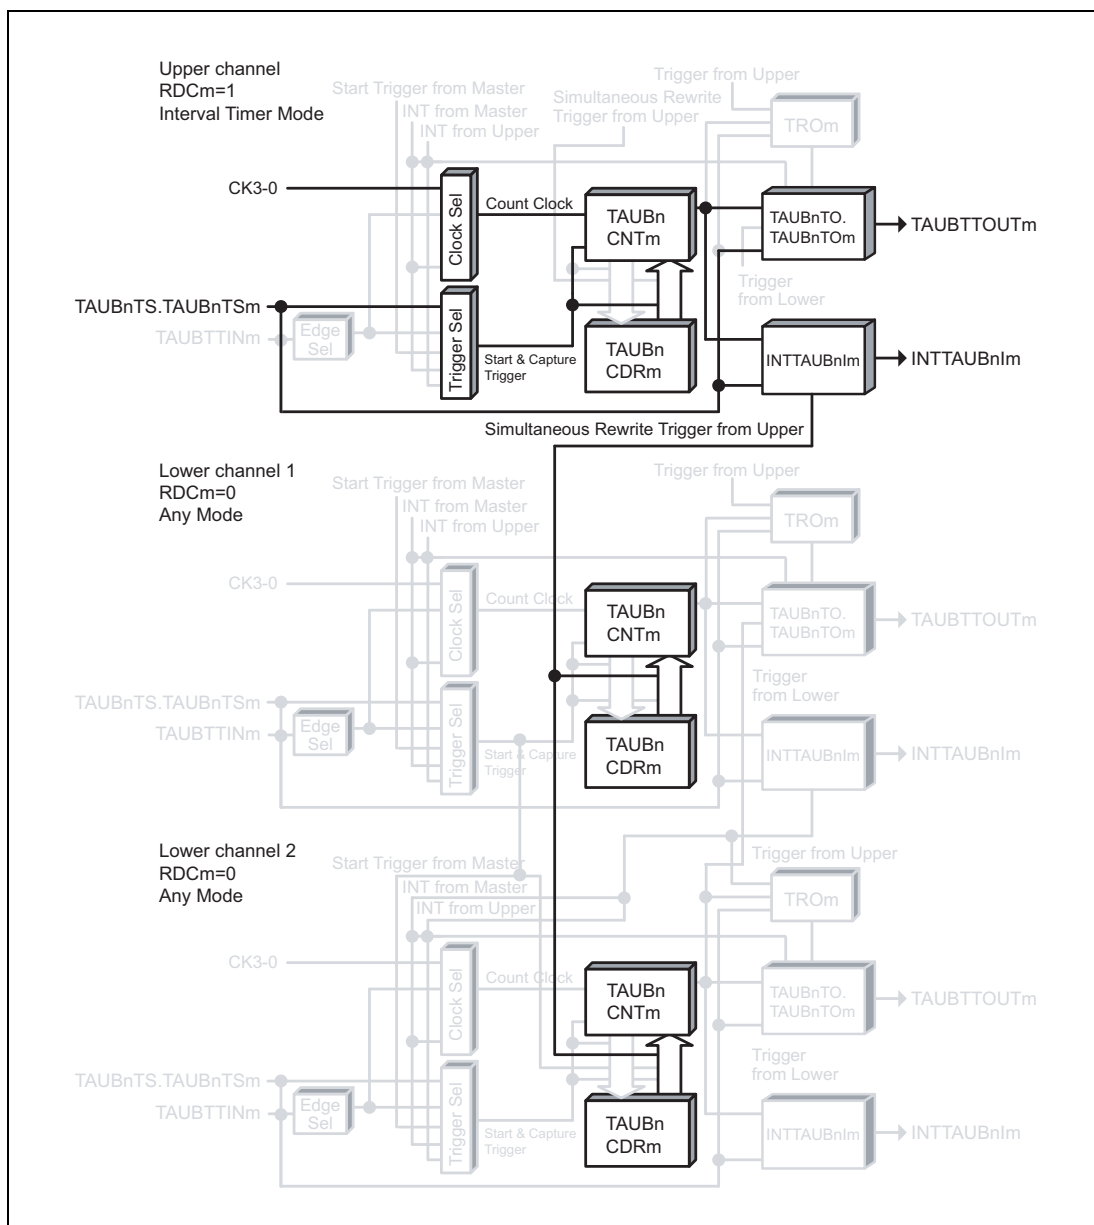 Upper channel
RDCm=1
Interval Timer Mode
Trigger from Upper
Start Trigger from Master
Simultaneous Rewrite
Trigger from Upper
INT from Master
INT from Upper
TROm
CK3-0
Clock Sel
Count Clock
TAUBn
CNTm
TAUBnTO.
TAUBnTOm
TAUBTTOUTm
Trigger
from Lower
TAUBnTS.TAUBnTSm
TAUBTTINm
Edge
Sel
Trigger Sel
Start & Capture
Trigger
TAUBn
CDRm
INTTAUBnIm
INTTAUBnIm
Simultaneous Rewrite Trigger from Upper
Lower channel 1
RDCm=0
Any Mode
Trigger from Upper
Start Trigger from Master
INT from Master
INT from Upper
TROm
CK3-0
Clock Sel
Count Clock
TAUBn
CNTm
TAUBnTO.
TAUBnTOm
TAUBTTOUTm
Trigger
from Lower
TAUBnTS.TAUBnTSm
TAUBTTINm
Edge
Sel
Trigger Sel
Start & Capture
Trigger
TAUBn
CDRm
INTTAUBnIm
INTTAUBnIm
Lower channel 2
RDCm=0
Any Mode
Trigger from Upper
Start Trigger from Master
INT from Master
INT from Upper
TROm
CK3-0
Clock Sel
Count Clock
TAUBn
CNTm
TAUBnTO.
TAUBnTOm
TAUBTTOUTm
Trigger
from Lower
TAUBnTS.TAUBnTSm
TAUBTTINm
Edge
Sel
Trigger Sel
Start & Capture
Trigger
TAUBn
CDRm
INTTAUBnIm
INTTAUBnIm